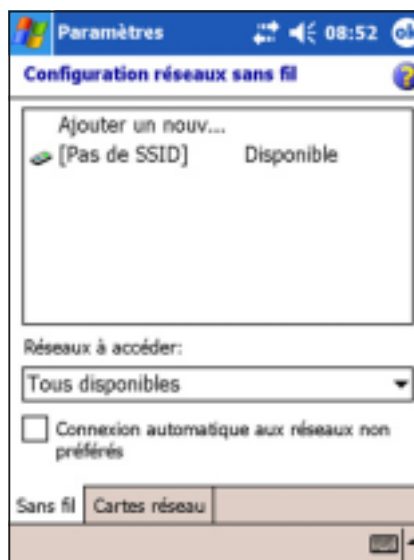 Paramètres 08:52 ok
Configuration réseaux sans fil ?
Ajouter un nouv...
[Pas de SSID] Disponible
Réseaux à accéder:
Tous disponibles
Connexion automatique aux réseaux non
préférés
Sans fil Cartes réseau